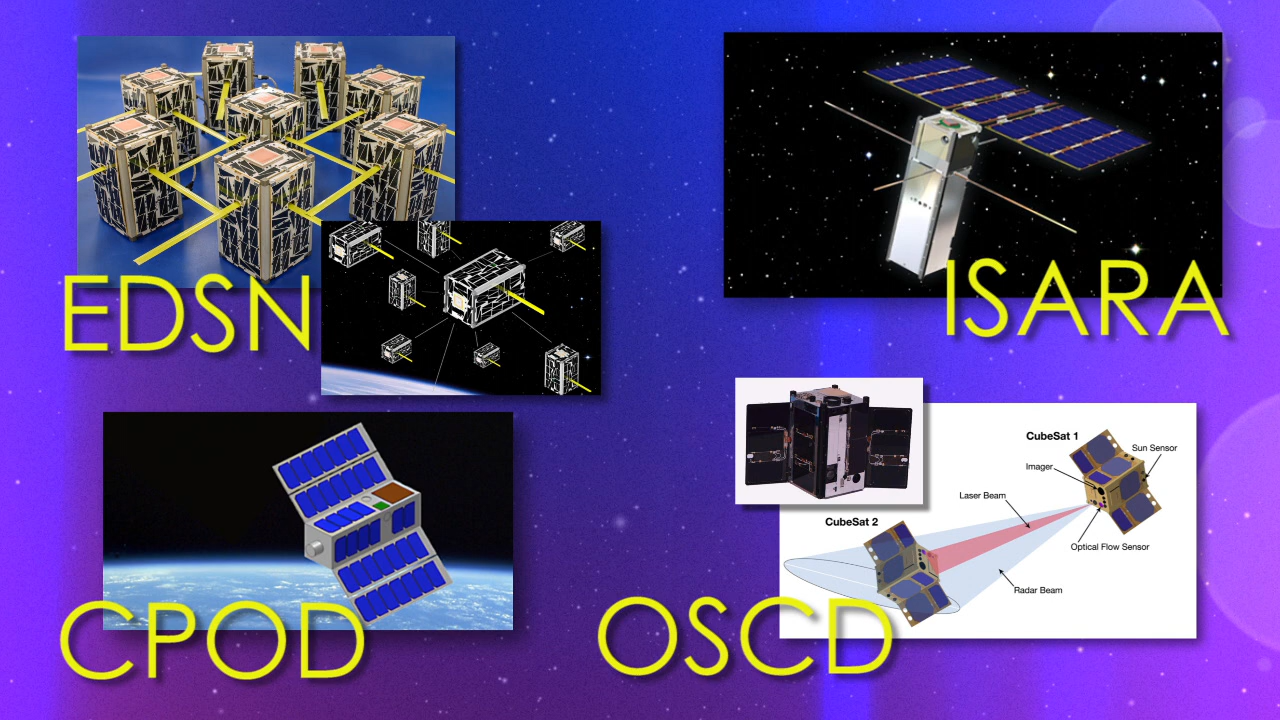 EDSN
ISARA
CPOD
OSCD
CubeSat 1
Sun Sensor
Imager
Laser Beam
CubeSat 2
Optical Flow Sensor
Radar Beam